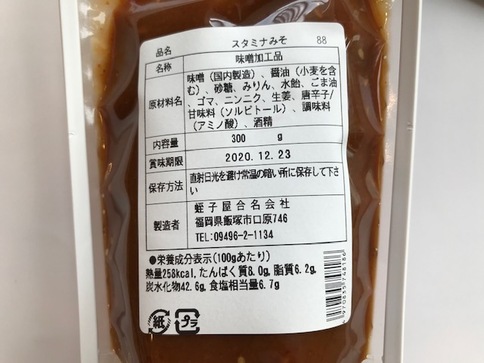 品名 スタミナみそ 88
名称 味噌加工品
原材料名 味噌（国内製造）、醤油（小麦を含
む）、砂糖、みりん、水飴、ごま油
、ゴマ、ニンニク、生姜、唐辛子/
甘味料（ソルビトール）、調味料
（アミノ酸）、酒精
内容量 300 g
賞味期限 2020.12.23
保存方法 直射日光を避け常温の暗い所に保存して下
さい
製造者 蛭子屋合名会社
福岡県飯塚市口原746
TEL:09496-2-1134
●栄養成分表示(100gあたり)
熱量258kcal, たんぱく質8.0g, 脂質6.2g,
炭水化物42.6g, 食塩相当量6.7g
紙 プラ
4970855748186